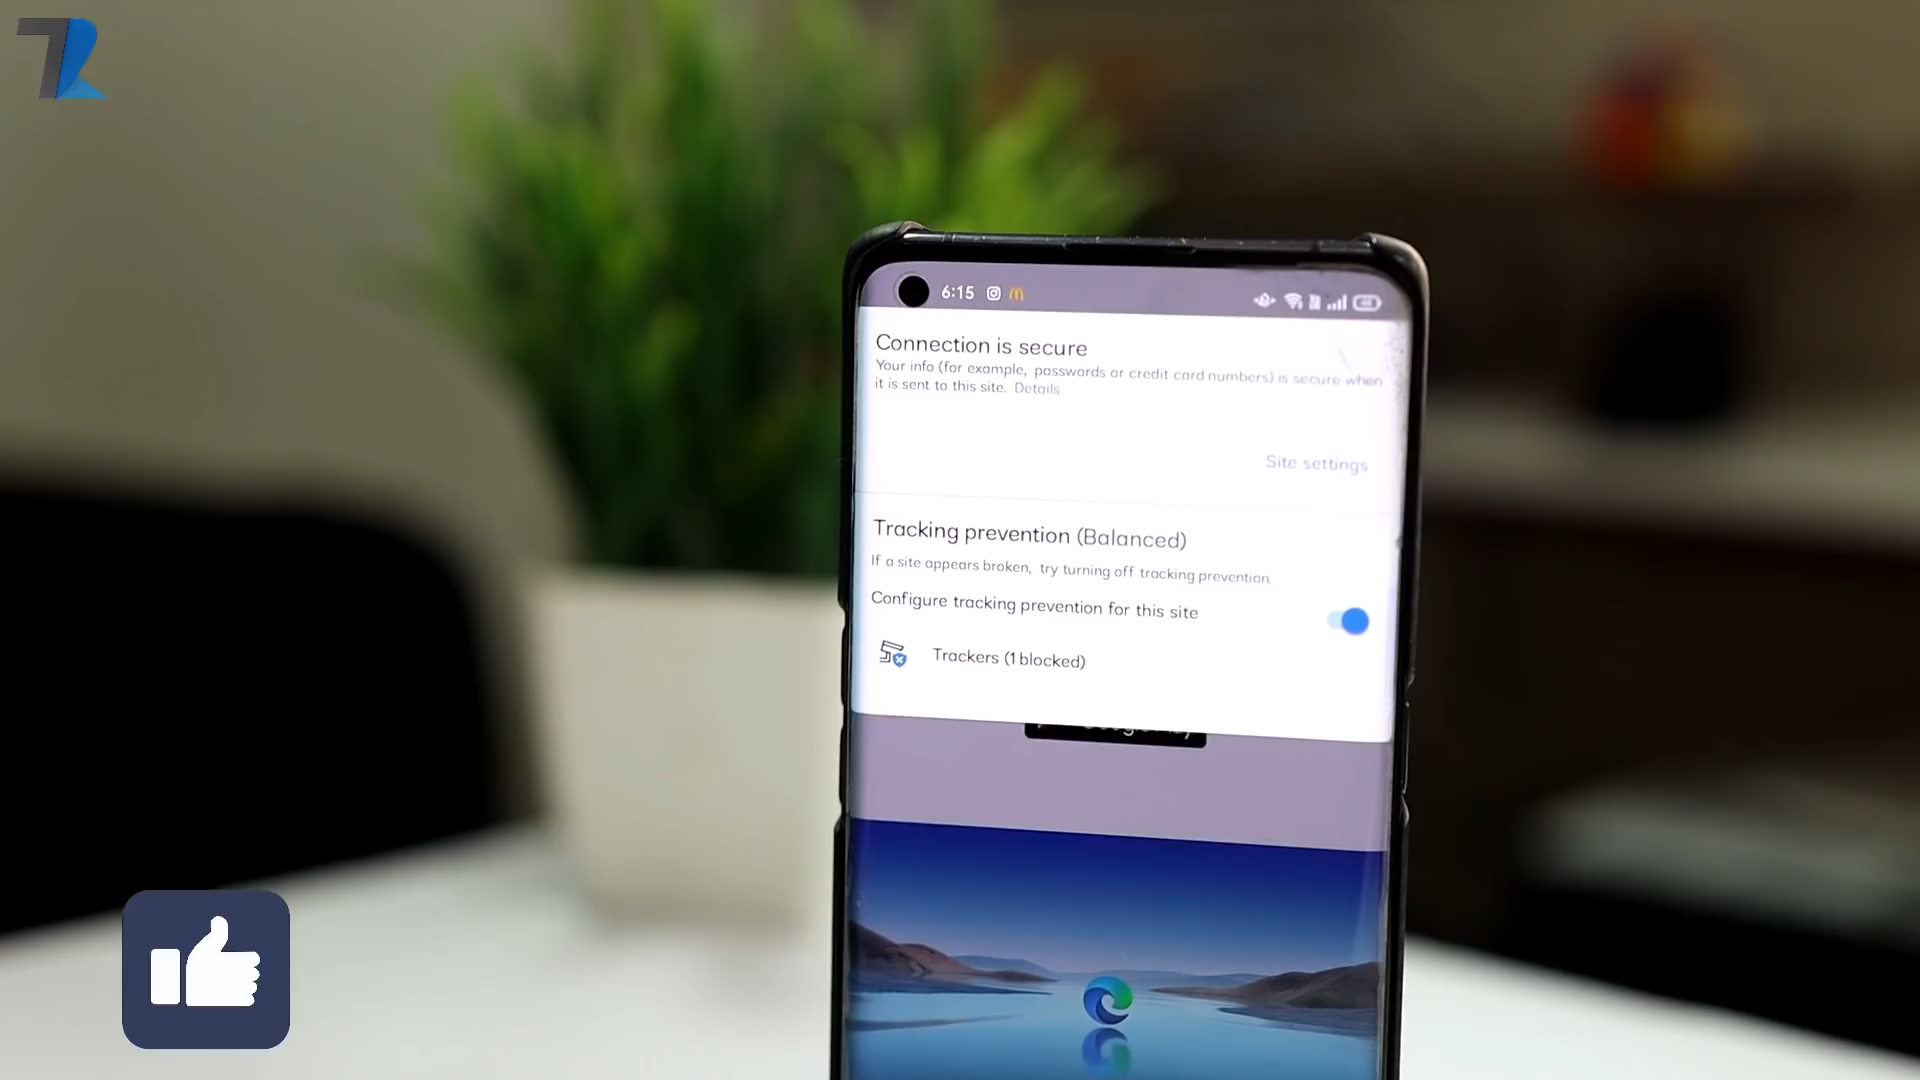 6:15
Connection is secure
Your info (for example, passwords or credit card numbers) is secure when
it is sent to this site. Details
Site settings
Tracking prevention (Balanced)
If a site appears broken, try turning off tracking prevention.
Configure tracking prevention for this site
Trackers (1 blocked)